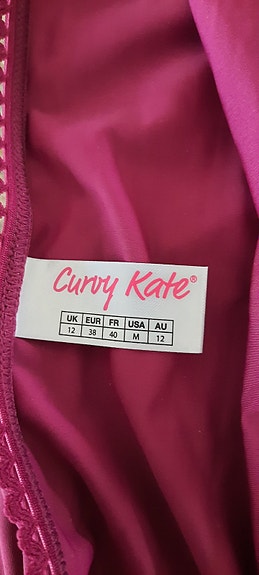 Curvy Kate®
UK EUR FR USA AU
12 38 40 M 12